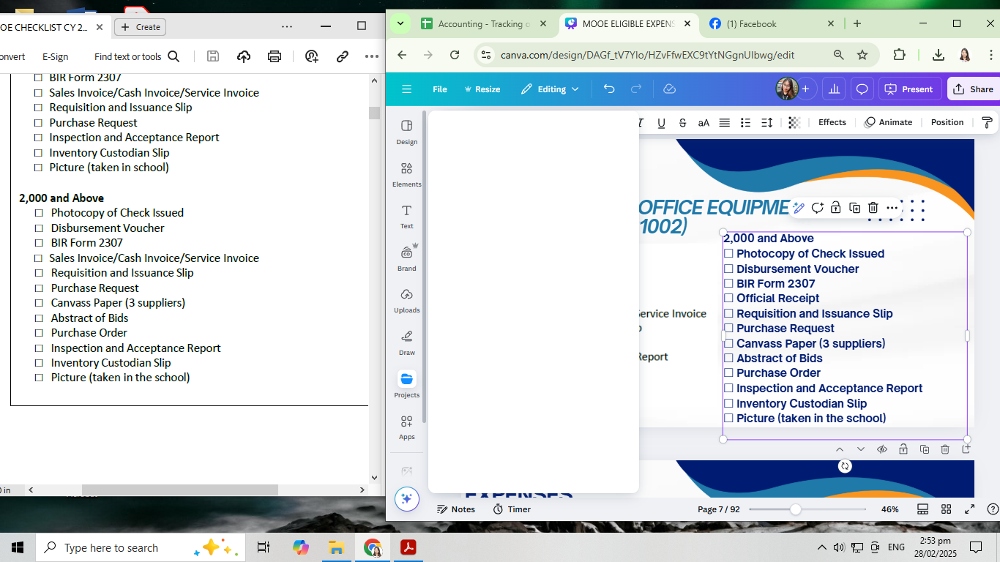 OE CHECKLIST CY 2...
Create
onvert
E-Sign
Find text or tools
BIR Form 2307
Sales Invoice/Cash Invoice/Service Invoice
Requisition and Issuance Slip
Purchase Request
Inspection and Acceptance Report
Inventory Custodian Slip
Picture (taken in school)
2,000 and Above
Photocopy of Check Issued
Disbursement Voucher
BIR Form 2307
Sales Invoice/Cash Invoice/Service Invoice
Requisition and Issuance Slip
Purchase Request
Canvass Paper (3 suppliers)
Abstract of Bids
Purchase Order
Inspection and Acceptance Report
Inventory Custodian Slip
Picture (taken in the school)
0 in
Accounting - Tracking o
MOOE ELIGIBLE EXPENS
(1) Facebook
canva.com/design/DAGf_tV7YIo/HZvFfwEXC9tYtNGgnUIbwg/edit
File
Resize
Editing
Present
Share
Design
Elements
Text
Brand
Uploads
Draw
Projects
Apps
aA
Effects
Animate
Position
OFFICE EQUIPME
1002)
ervice Invoice
p
Report
2,000 and Above
Photocopy of Check Issued
Disbursement Voucher
BIR Form 2307
Official Receipt
Requisition and Issuance Slip
Purchase Request
Canvass Paper (3 suppliers)
Abstract of Bids
Purchase Order
Inspection and Acceptance Report
Inventory Custodian Slip
Picture (taken in the school)
EXPENSES
Notes
Timer
Page 7 / 92
46%
Type here to search
ENG
2:53 pm
28/02/2025